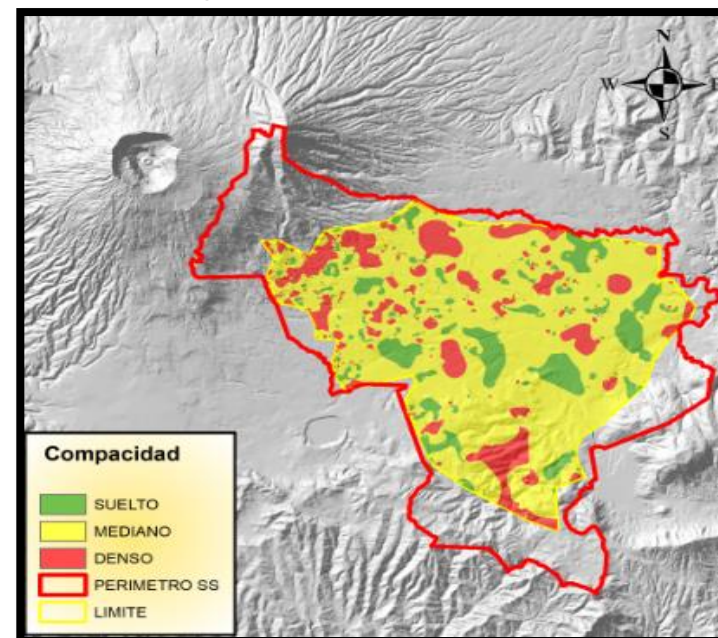 N
W
E
S
Compacidad
SUELTO
MEDIANO
DENSO
PERIMETRO SS
LIMITE